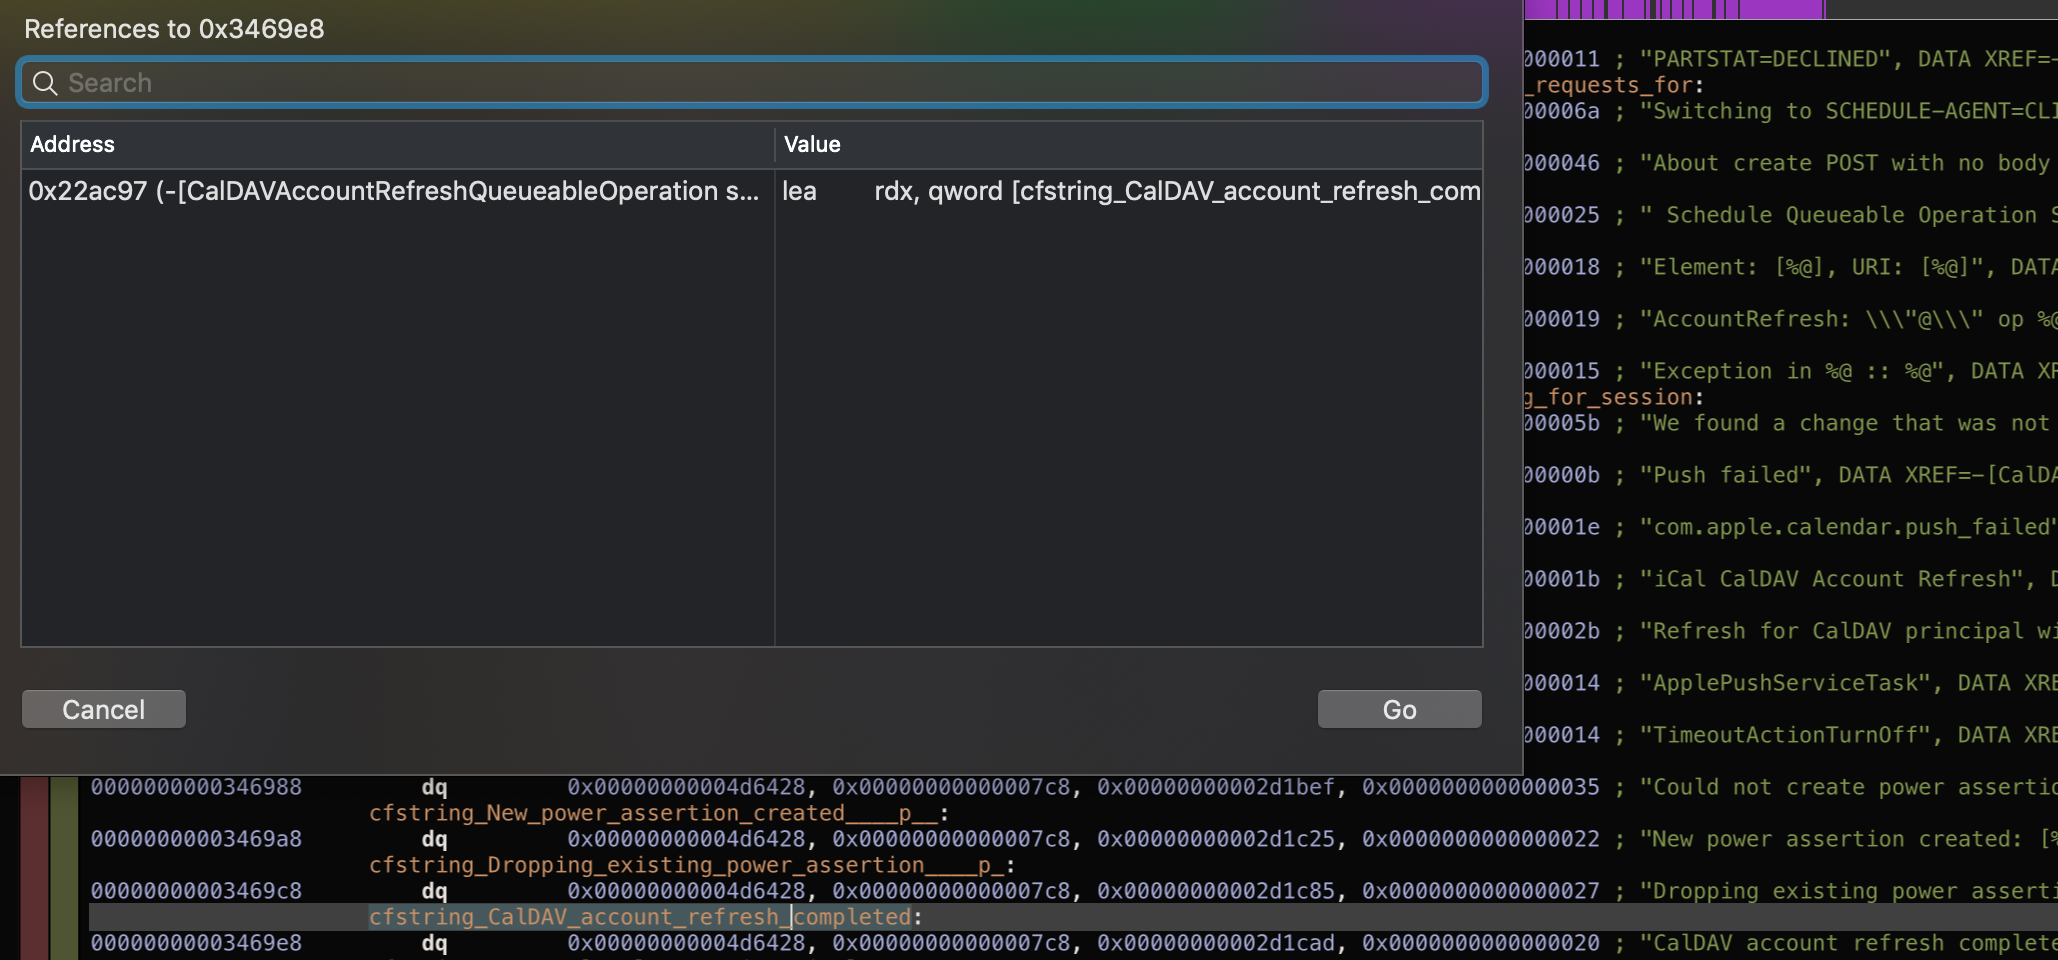 References to 0x3469e8
Search
Address Value
0x22ac97 (-[CalDAVAccountRefreshQueueableOperation s... lea rdx, qword [cfstring_CalDAV_account_refresh_com
000011 ; "PARTSTAT=DECLINED", DATA XREF=-
_requests_for:
00006a ; "Switching to SCHEDULE-AGENT=CLI
000046 ; "About create POST with no body
000025 ; " Schedule Queueable Operation S
000018 ; "Element: [%@], URI: [%@]", DATA
000019 ; "AccountRefresh: \\\"@\\\" op %@
000015 ; "Exception in %@ :: %@", DATA XR
g_for_session:
00005b ; "We found a change that was not
00000b ; "Push failed", DATA XREF=-[CalDA
00001e ; "com.apple.calendar.push_failed"
00001b ; "iCal CalDAV Account Refresh", D
00002b ; "Refresh for CalDAV principal wi
000014 ; "ApplePushServiceTask", DATA XRE
000014 ; "TimeoutActionTurnOff", DATA XRE
Cancel Go
0000000000346988 dq 0x00000000004d6428, 0x00000000000007c8, 0x00000000002d1bef, 0x0000000000000035 ; "Could not create power assertio
cfstring_New_power_assertion_created____p__:
00000000003469a8 dq 0x00000000004d6428, 0x00000000000007c8, 0x00000000002d1c25, 0x0000000000000022 ; "New power assertion created: [%
cfstring_Dropping_existing_power_assertion____p_:
00000000003469c8 dq 0x00000000004d6428, 0x00000000000007c8, 0x00000000002d1c85, 0x0000000000000027 ; "Dropping existing power asserti
cfstring_CalDAV_account_refresh_completed:
00000000003469e8 dq 0x00000000004d6428, 0x00000000000007c8, 0x00000000002d1cad, 0x0000000000000020 ; "CalDAV account refresh complete